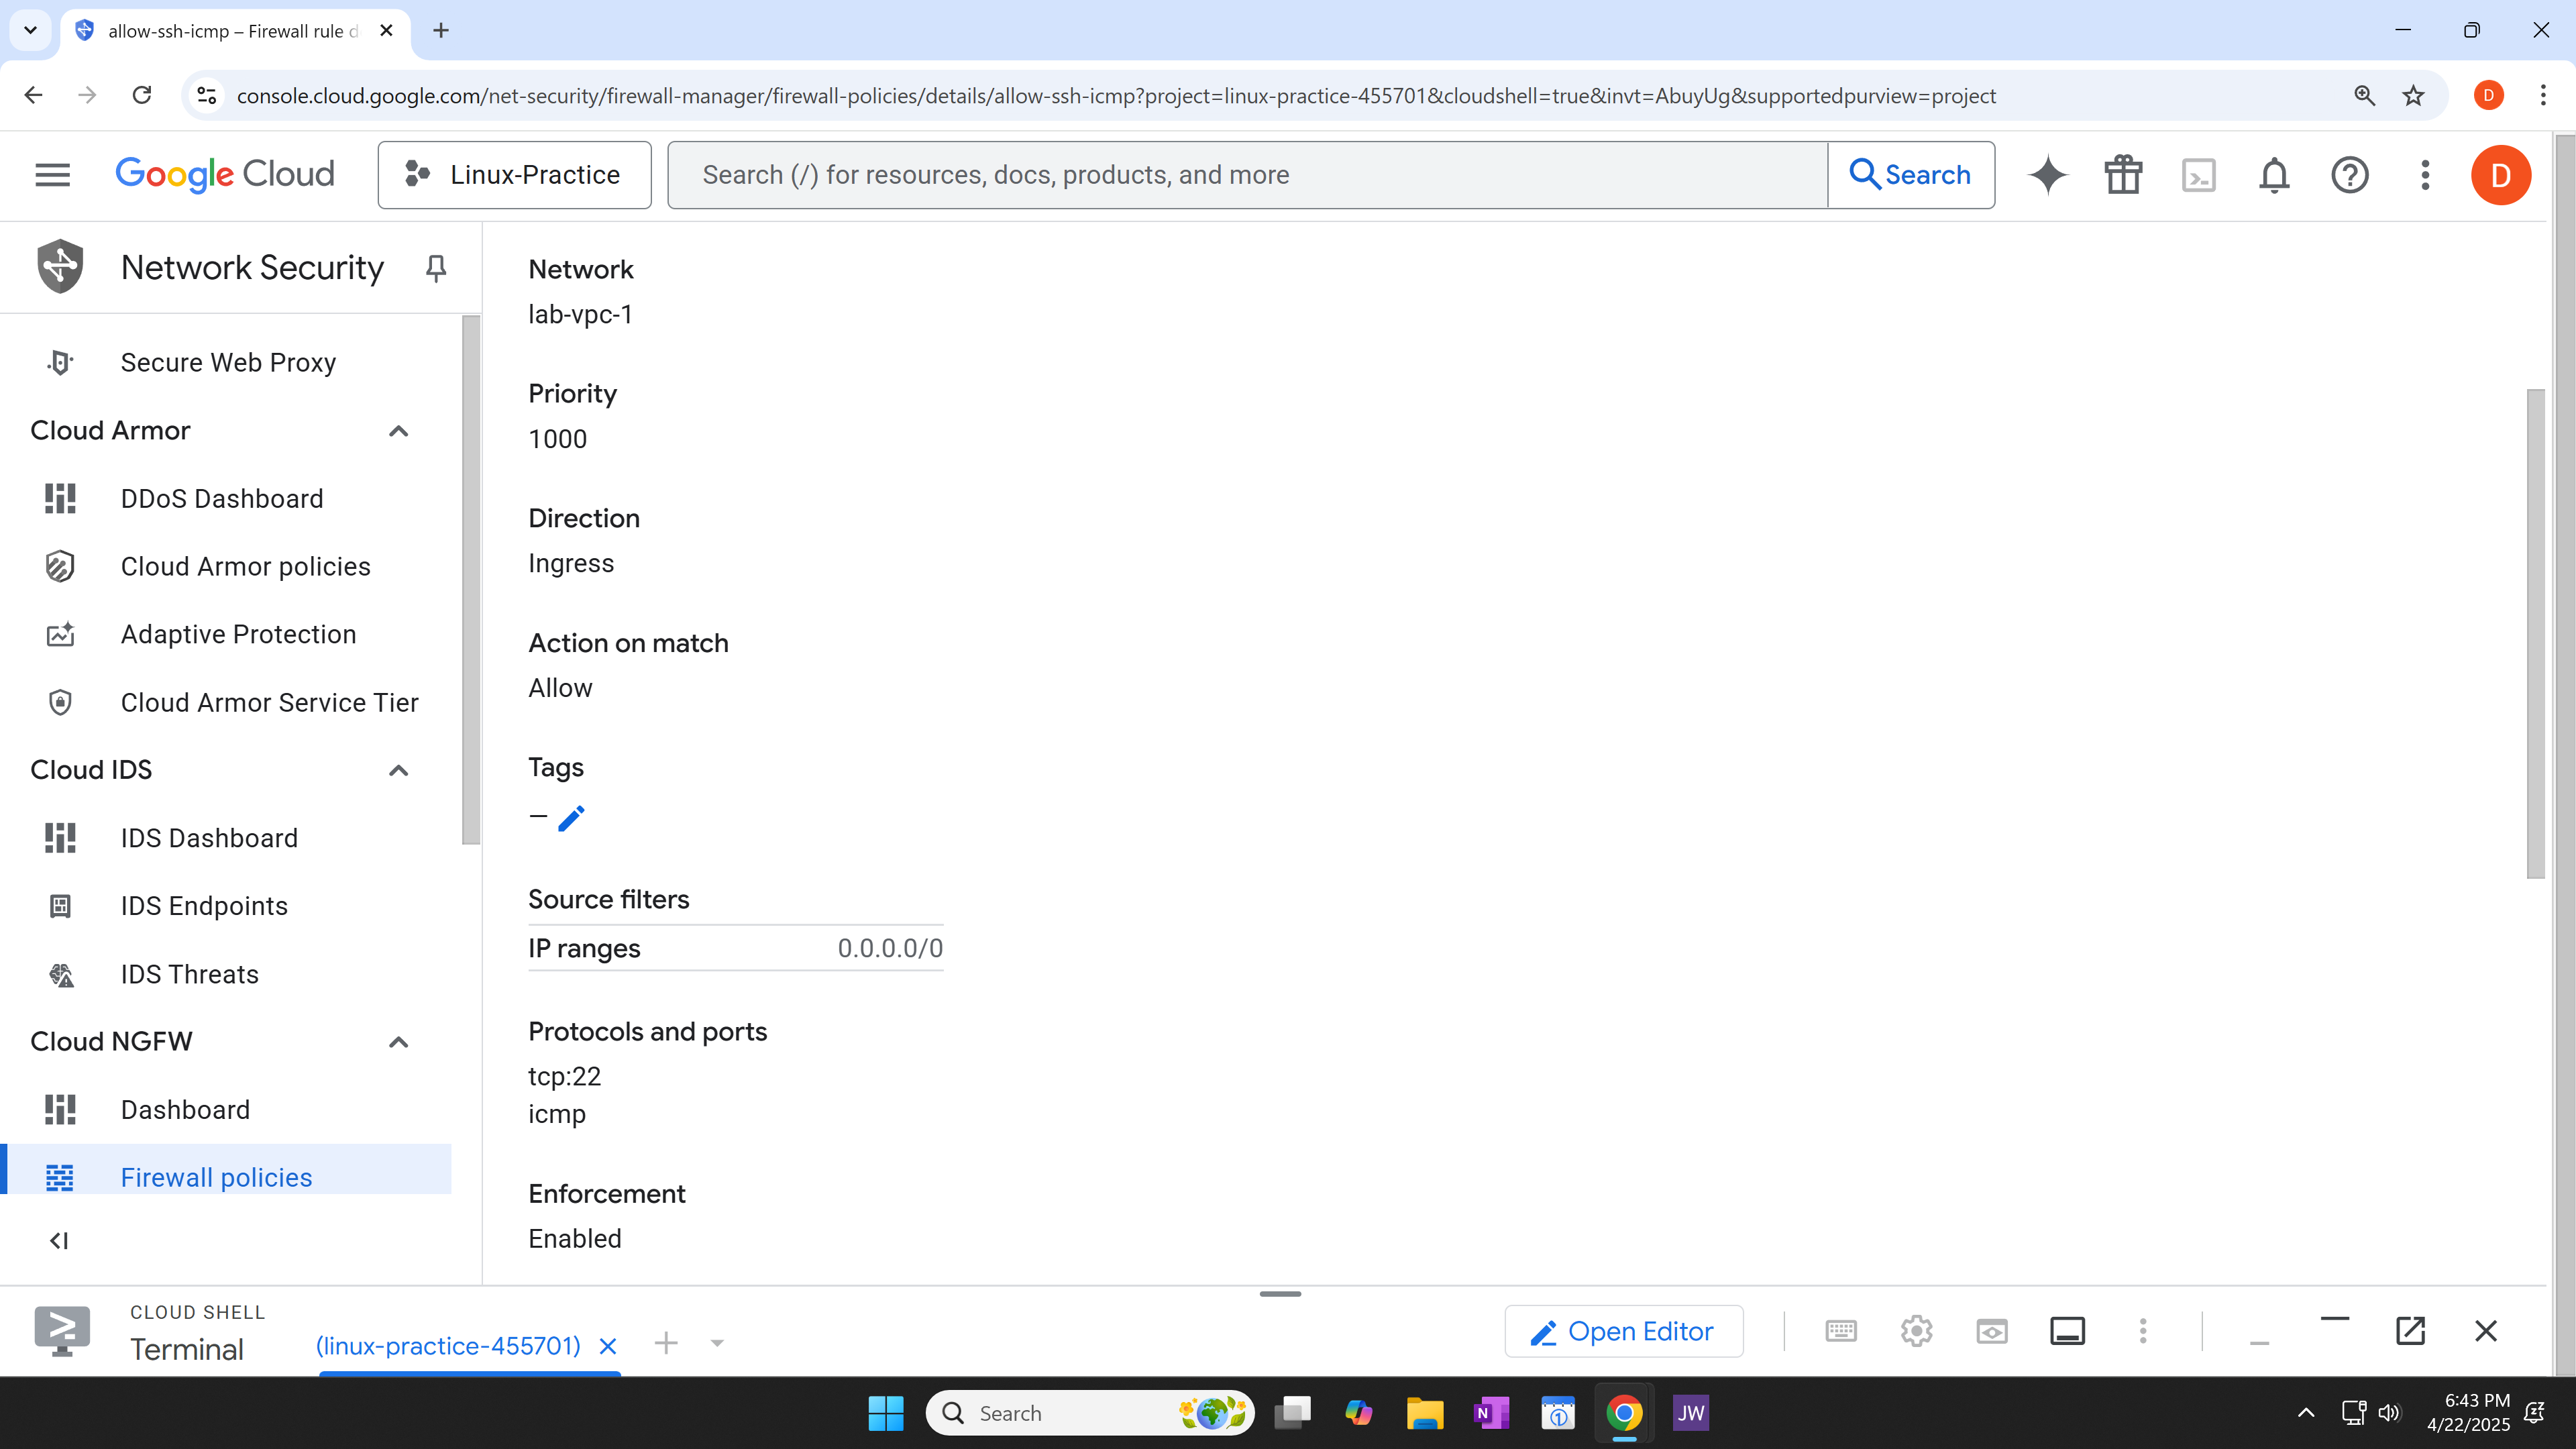 allow-ssh-icmp – Firewall rule d
console.cloud.google.com/net-security/firewall-manager/firewall-policies/details/allow-ssh-icmp?project=linux-practice-455701&cloudshell=true&invt=AbuyUg&supportedpurview=project
D
Google Cloud
Linux-Practice
Search (/) for resources, docs, products, and more
Search
D
Network Security
Secure Web Proxy
Cloud Armor
DDoS Dashboard
Cloud Armor policies
Adaptive Protection
Cloud Armor Service Tier
Cloud IDS
IDS Dashboard
IDS Endpoints
IDS Threats
Cloud NGFW
Dashboard
Firewall policies
Network
lab-vpc-1
Priority
1000
Direction
Ingress
Action on match
Allow
Tags
—
Source filters
IP ranges 0.0.0.0/0
Protocols and ports
tcp:22
icmp
Enforcement
Enabled
CLOUD SHELL
Terminal
(linux-practice-455701)
Open Editor
Search
N
1
JW
6:43 PM
4/22/2025